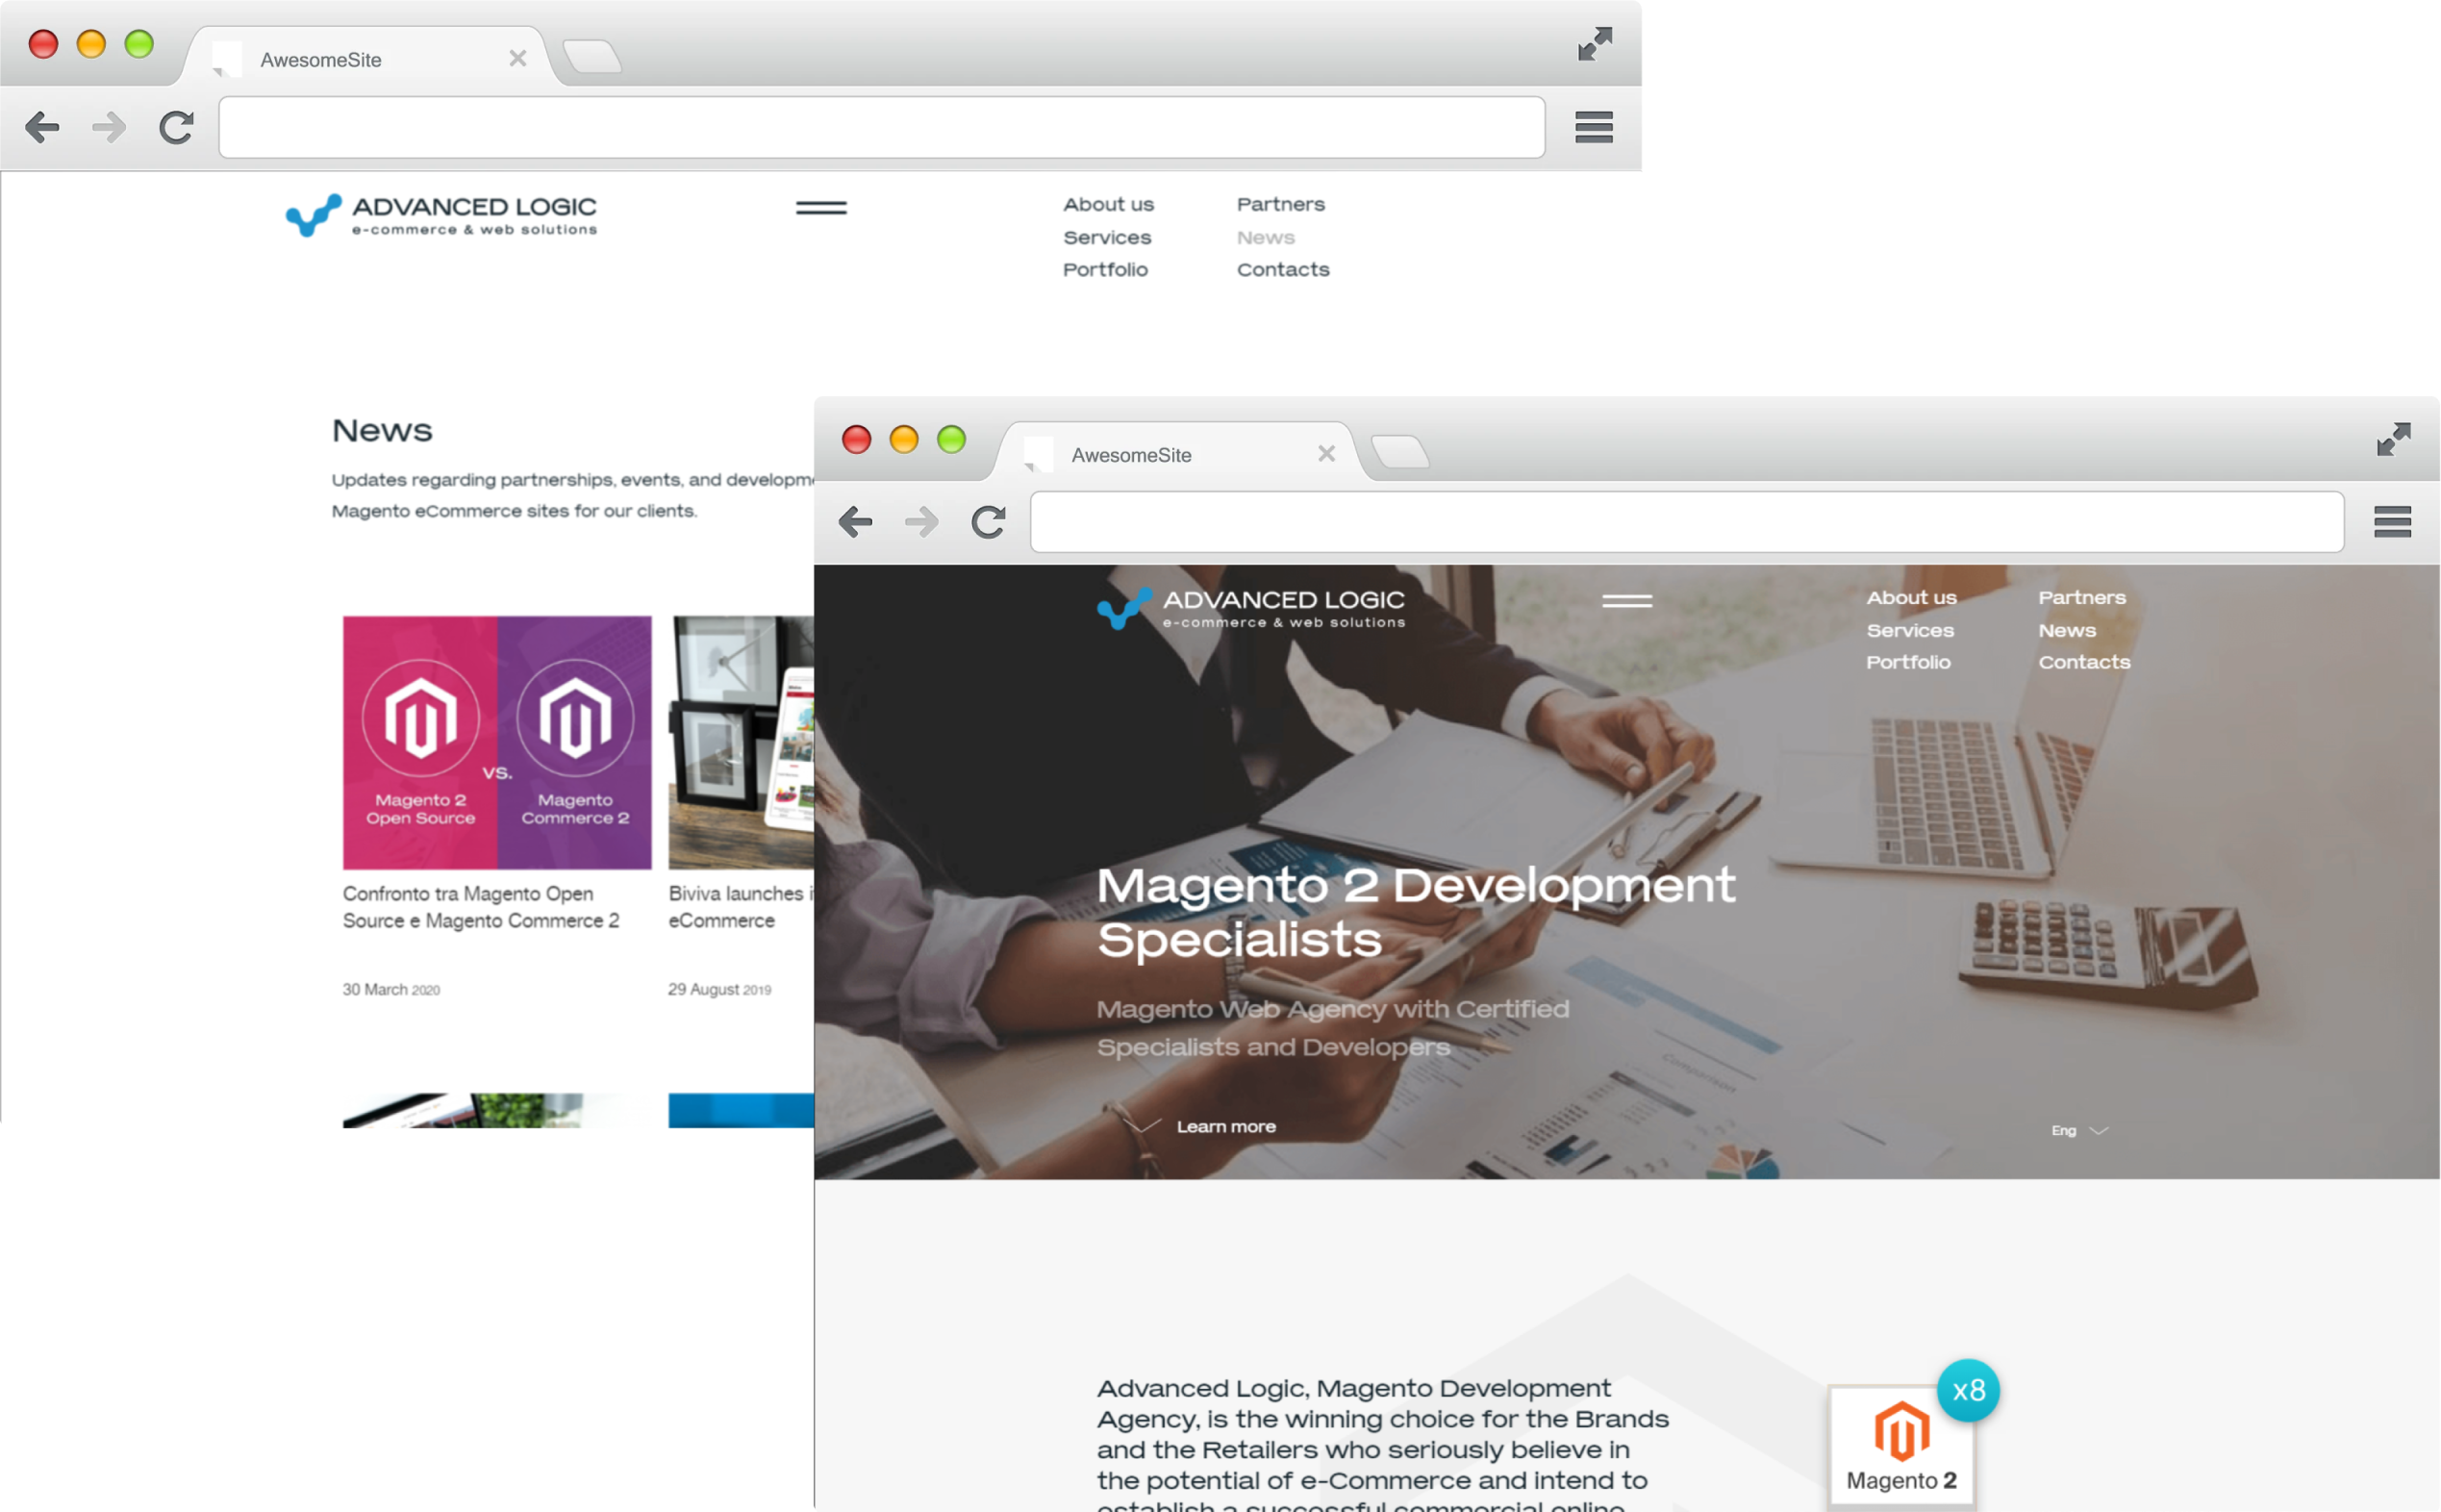 AwesomeSite
ADVANCED LOGIC
e-commerce & web solutions
About us
Services
Portfolio
Partners
News
Contacts
News
Updates regarding partnerships, events, and
Magento eCommerce sites for our clients.
VS.
Magento 2
Open Source
Magento
Commerce 2
Confronto tra Magento Open
Source e Magento Commerce 2
30 March 2020
Biviva launches
eCommerce
29 August 2019
AwesomeSite
ADVANCED LOGIC
e-commerce & web solutions
About us
Services
Portfolio
Partners
News
Contacts
Magento 2 Development
Specialists
Magento Web Agency with Certified
Specialists and Developers
Comparison
Learn more
Eng
Advanced Logic, Magento Development
Agency, is the winning choice for the Brands
and the Retailers who seriously believe in
the potential of e-Commerce and intend to
establish a successful commercial online
x8
Magento 2